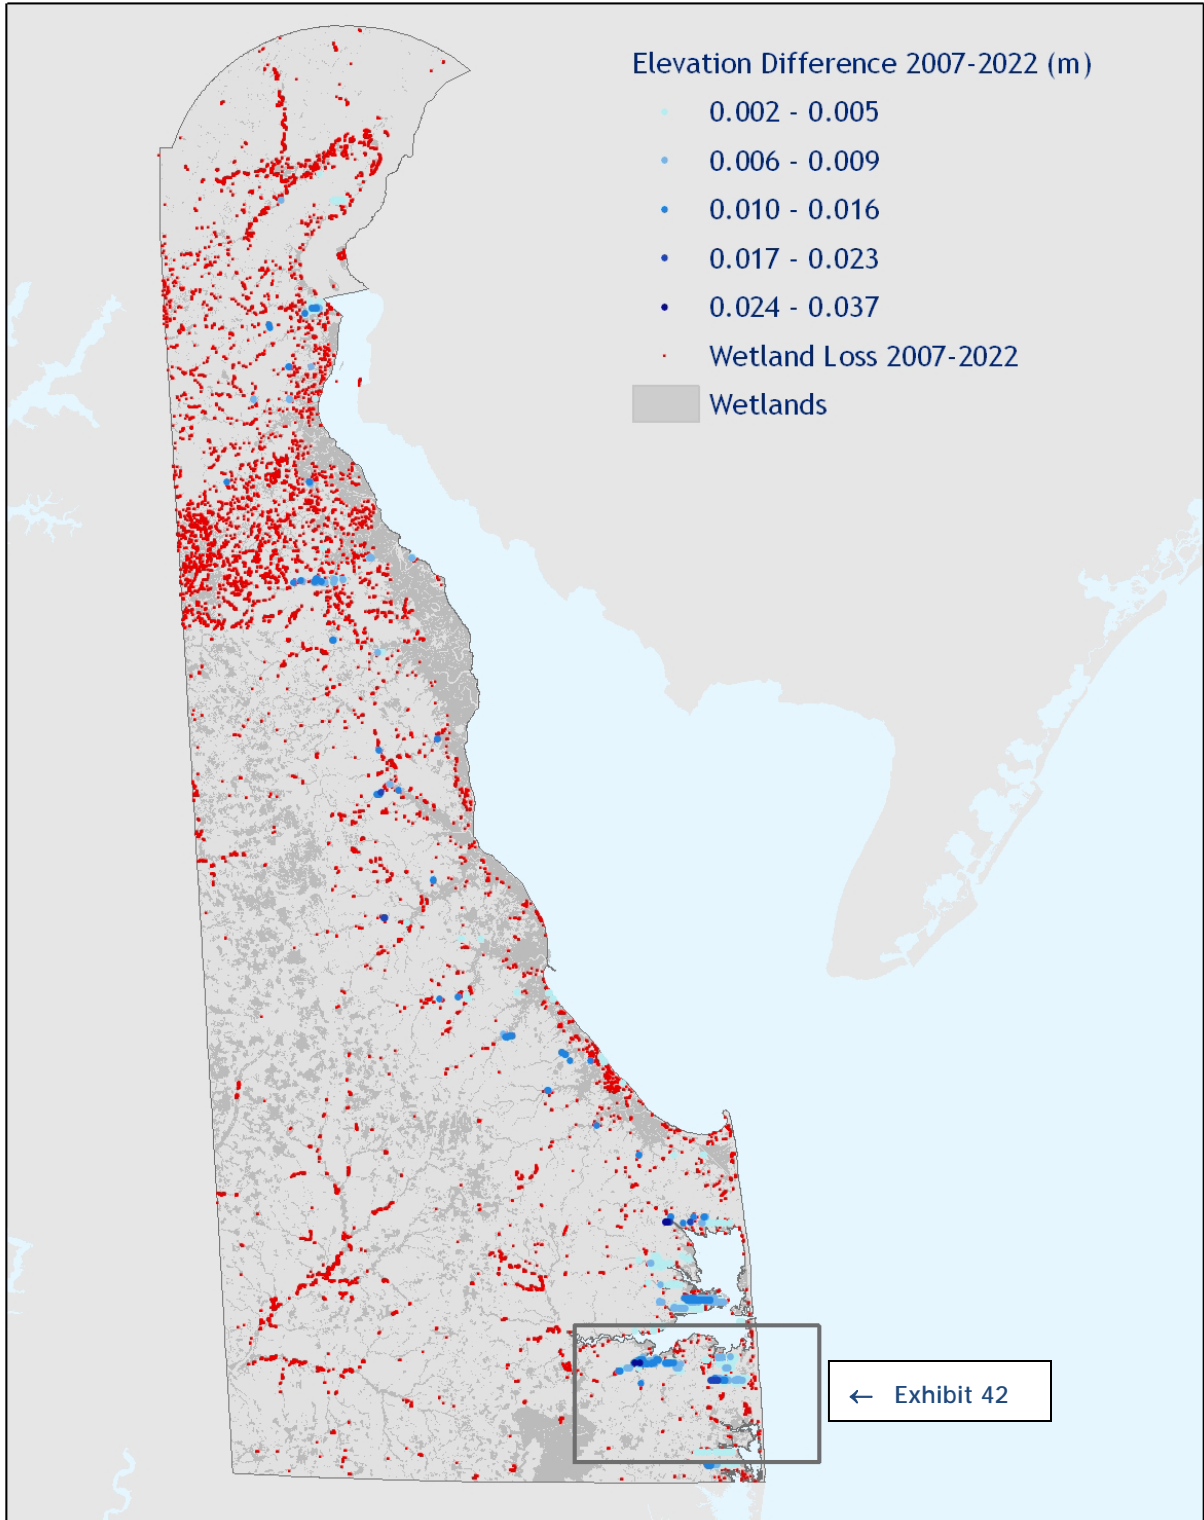 Elevation Difference 2007-2022 (m)
0.002 - 0.005
0.006 - 0.009
0.010 - 0.016
0.017 - 0.023
0.024 - 0.037
Wetland Loss 2007-2022
Wetlands
← Exhibit 42